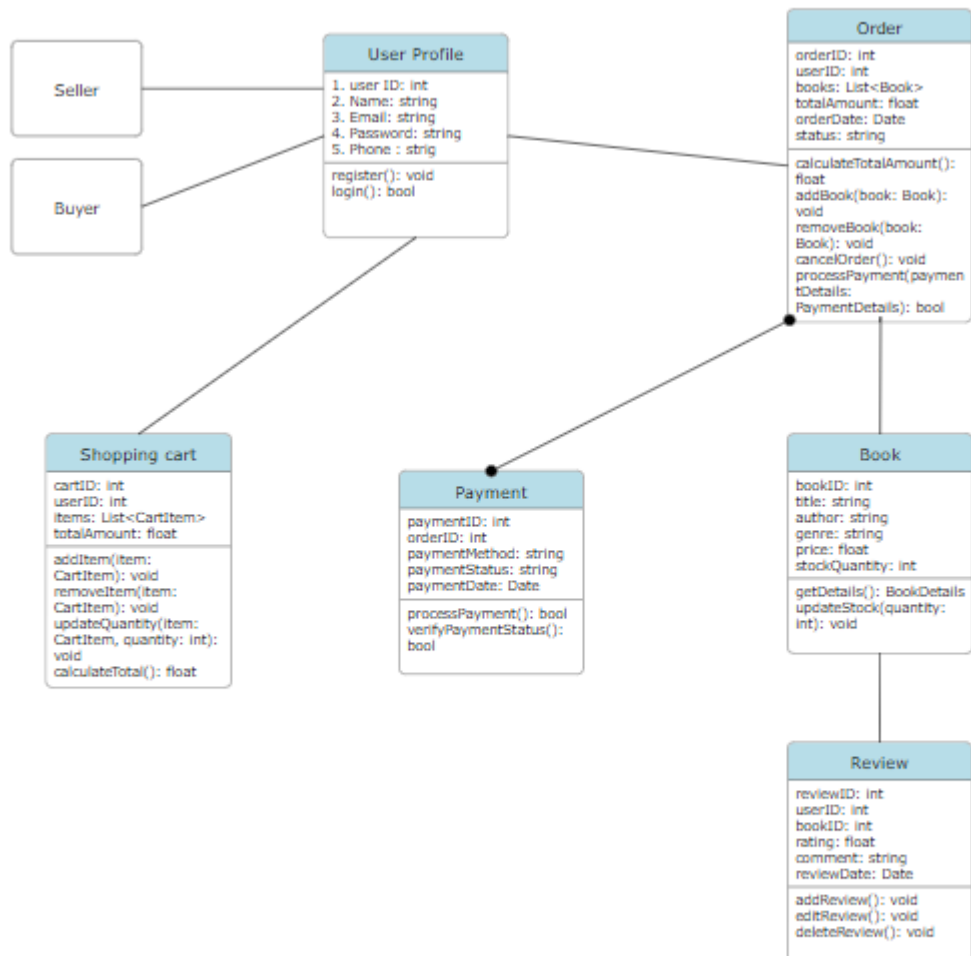 Seller
Buyer
User Profile
1. user ID: int
2. Name: string
3. Email: string
4. Password: string
5. Phone : strig
register(): void
login(): bool
Order
orderID: int
userID: int
books: List<Book>
totalAmount: float
orderDate: Date
status: string
calculateTotalAmount():
float
addBook(book: Book):
void
removeBook(book:
Book): void
cancelOrder(): void
processPayment(paymen
tDetails:
PaymentDetails): bool
Shopping cart
cartID: int
userID: int
items: List<CartItem>
totalAmount: float
addItem(item:
CartItem): void
removeItem(item:
CartItem): void
updateQuantity(item:
CartItem, quantity: int):
void
calculateTotal(): float
Payment
paymentID: int
orderID: int
paymentMethod: string
paymentStatus: string
paymentDate: Date
processPayment(): bool
verifyPaymentStatus():
bool
Book
bookID: int
title: string
author: string
genre: string
price: float
stockQuantity: int
getDetails(): BookDetails
updateStock(quantity:
int): void
Review
reviewID: int
userID: int
bookID: int
rating: float
comment: string
reviewDate: Date
addReview(): void
editReview(): void
deleteReview(): void